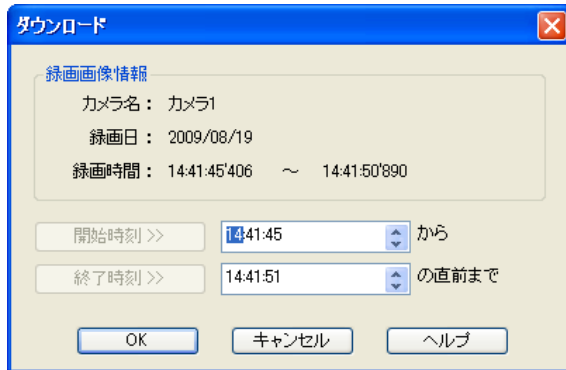 ダウンロード
録画画像情報
カメラ名： カメラ1
録画日： 2009/08/19
録画時間： 14:41:45'406 ～ 14:41:50'890
開始時刻 >> 14:41:45 から
終了時刻 >> 14:41:51 の直前まで
OK キャンセル ヘルプ